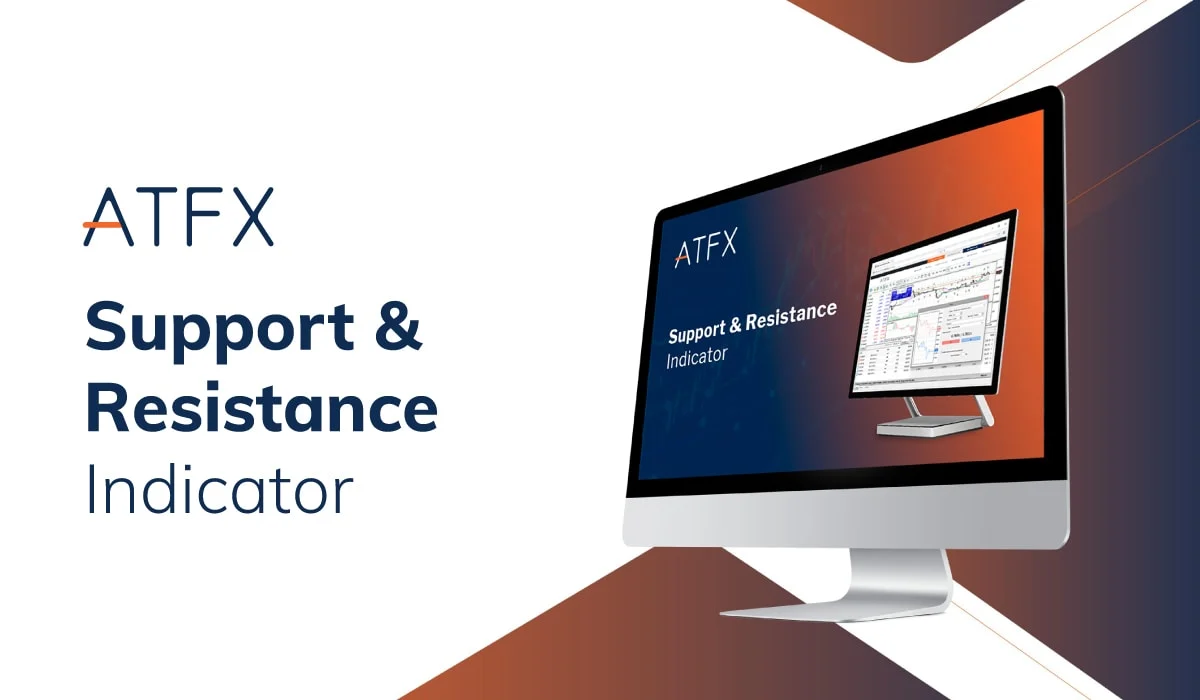 ATFX
Support &
Resistance
Indicator
ATFX
Support & Resistance
Indicator